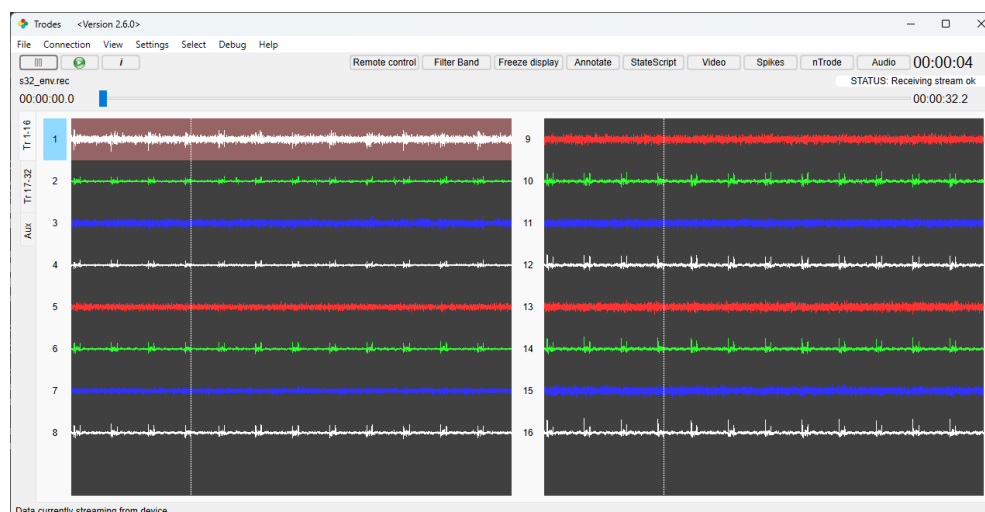 Trodes <Version 2.6.0>
File Connection View Settings Select Debug Help
i Remote control Filter Band Freeze display Annotate StateScript Video Spikes nTrode Audio 00:00:04
s32_env.rec STATUS: Receiving stream ok
00:00:00.0 00:00:32.2
Tr 1-16
Tr 17-32
Aux
1
2
3
4
5
6
7
8
9
10
11
12
13
14
15
16
Data currently streaming from device